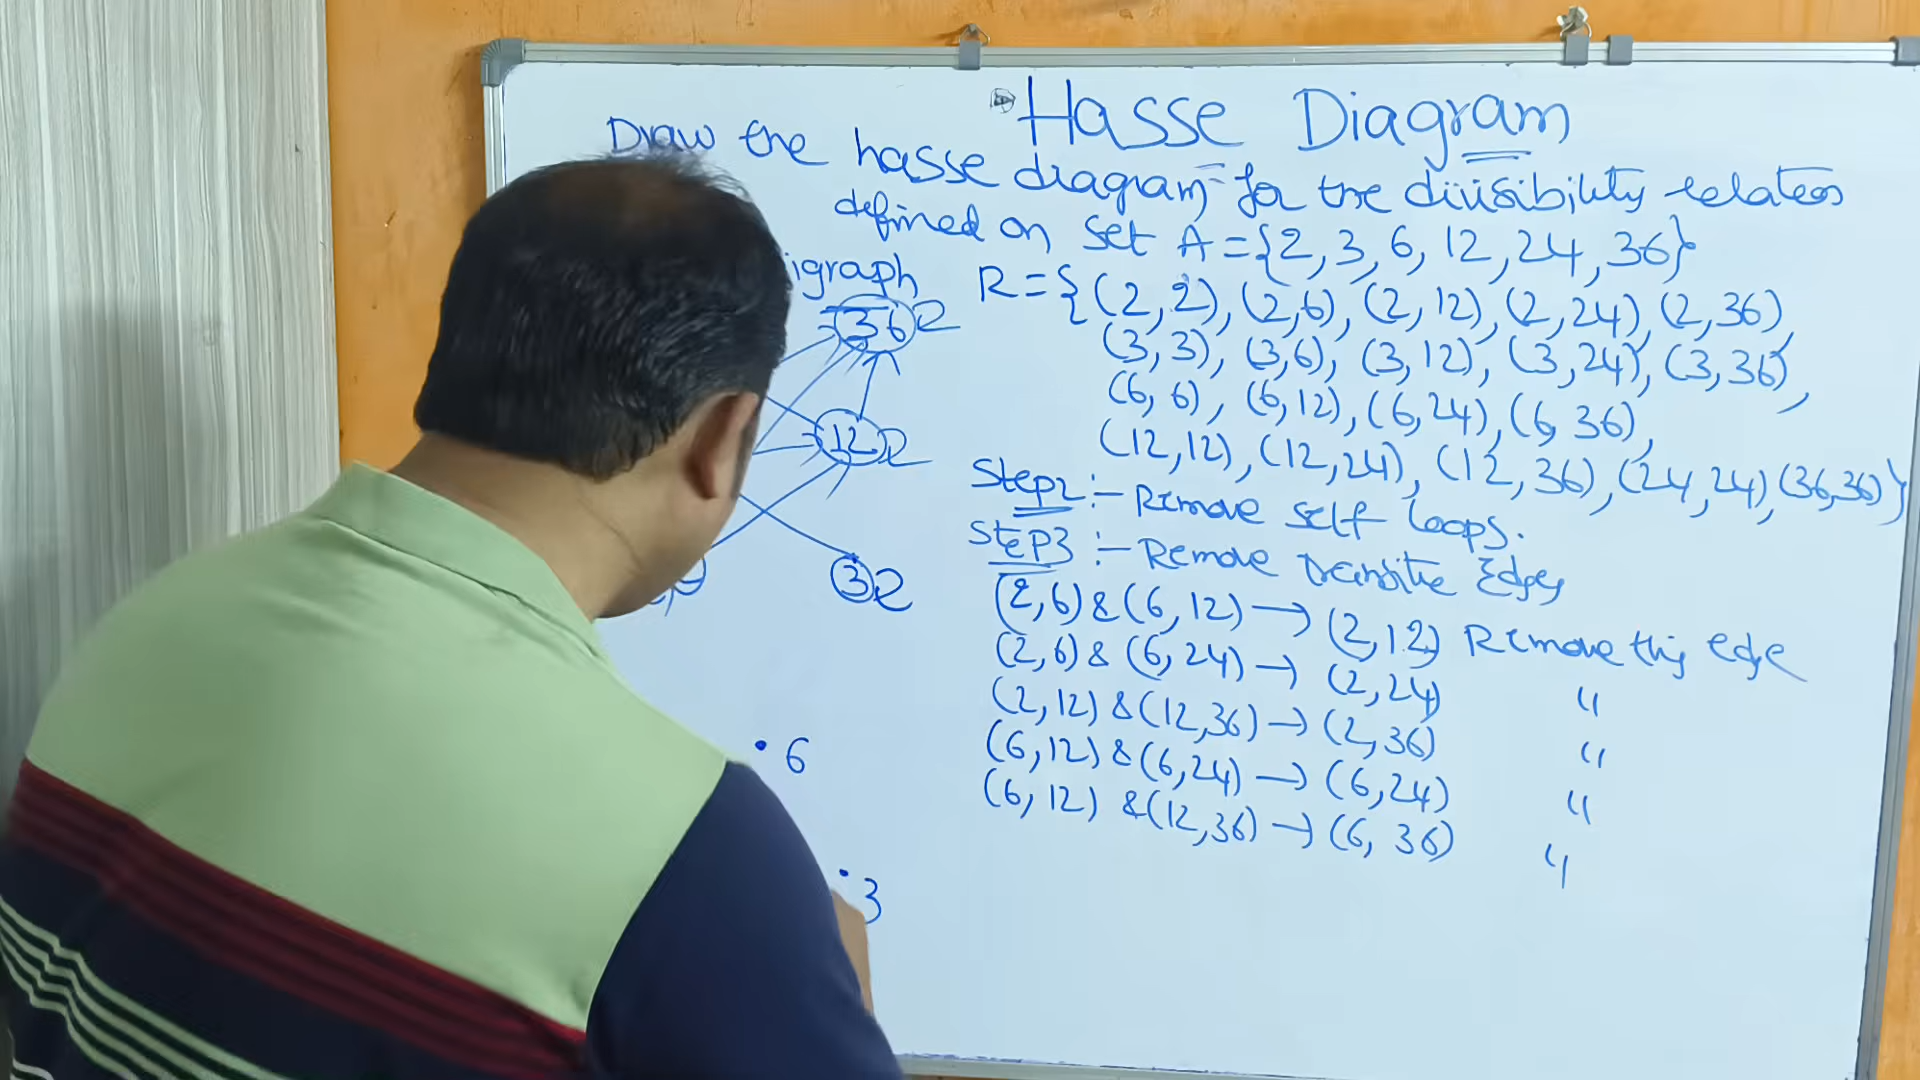 Hasse Diagram
Draw the hasse diagram for the divisibility relation
defined on Set A = {2, 3, 6, 12, 24, 36}
igraph
R = {(2, 2), (2,6), (2, 12), (2, 24), (2, 36),
(3, 3), (3,6), (3, 12), (3, 24), (3, 36),
(6, 6), (6,12), (6,24), (6, 36),
(12,12), (12,24), (12, 36), (24,24), (36,36)}
36
12
3
Step2 :- Remove self loops.
Step3 :- Remove transitive Edges
(2,6) & (6, 12) → (2,12) Remove this edge
(2,6) & (6, 24) → (2,24) "
(2, 12) & (12,36) → (2,36) "
(6, 12) & (6,24) → (6,24) "
(6, 12) & (12,36) → (6, 36) "
6
3